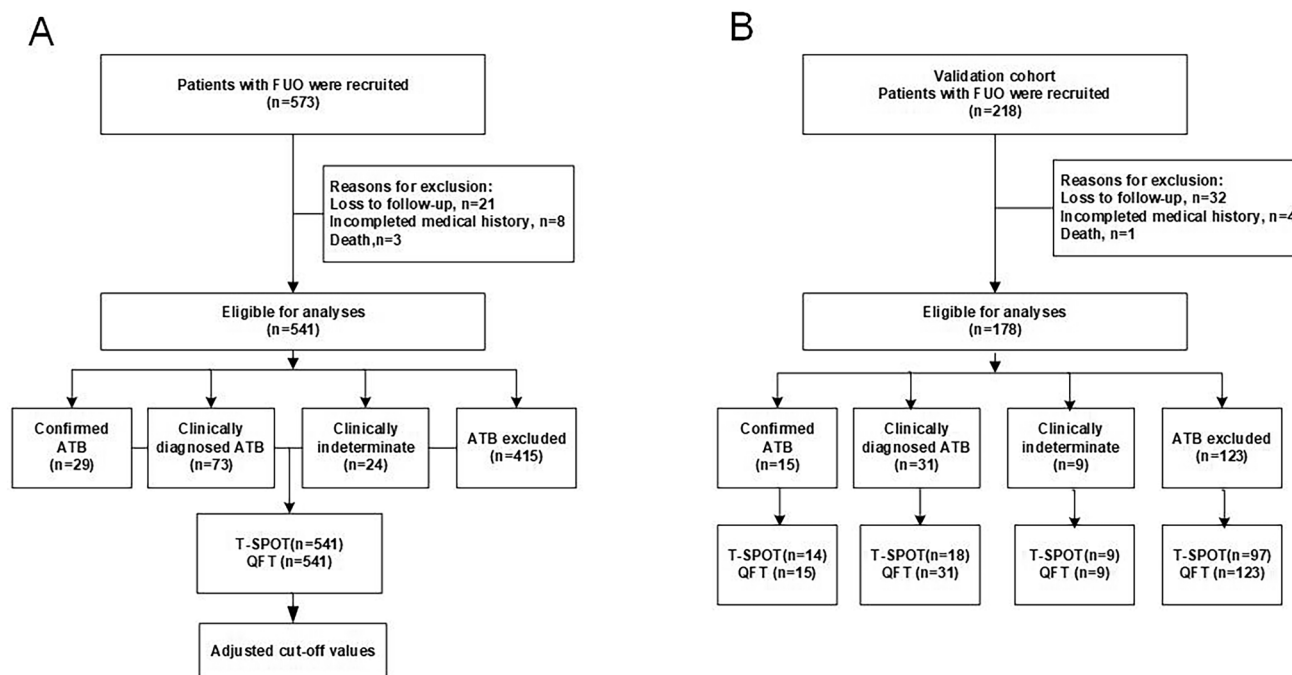 A
Patients with FUO were recruited
(n=573)
Reasons for exclusion:
Loss to follow-up, n=21
Incompleted medical history, n=8
Death,n=3
Eligible for analyses
(n=541)
Confirmed
ATB
(n=29)
Clinically
diagnosed ATB
(n=73)
Clinically
indeterminate
(n=24)
ATB excluded
(n=415)
T-SPOT(n=541)
QFT (n=541)
Adjusted cut-off values
B
Validation cohort
Patients with FUO were recruited
(n=218)
Reasons for exclusion:
Loss to follow-up, n=32
Incompleted medical history, n=4
Death, n=1
Eligible for analyses
(n=178)
Confirmed
ATB
(n=15)
Clinically
diagnosed ATB
(n=31)
Clinically
indeterminate
(n=9)
ATB excluded
(n=123)
T-SPOT(n=14)
QFT (n=15)
T-SPOT(n=18)
QFT (n=31)
T-SPOT(n=9)
QFT (n=9)
T-SPOT(n=97)
QFT (n=123)